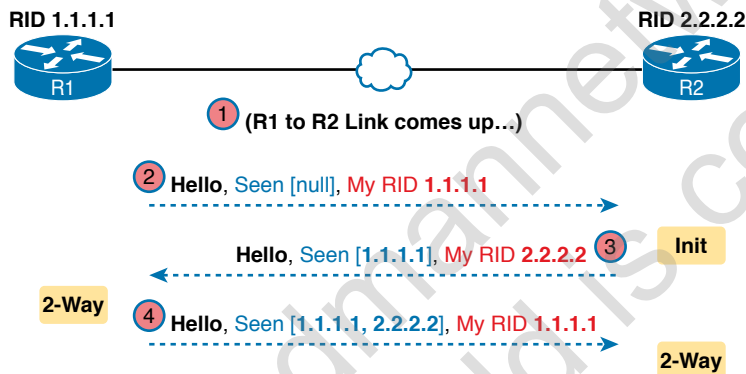 RID 1.1.1.1
RID 2.2.2.2
R1
R2
1 (R1 to R2 Link comes up…)
2 Hello, Seen [null], My RID 1.1.1.1
Hello, Seen [1.1.1.1], My RID 2.2.2.2 3
Init
2-Way
4 Hello, Seen [1.1.1.1, 2.2.2.2], My RID 1.1.1.1
2-Way